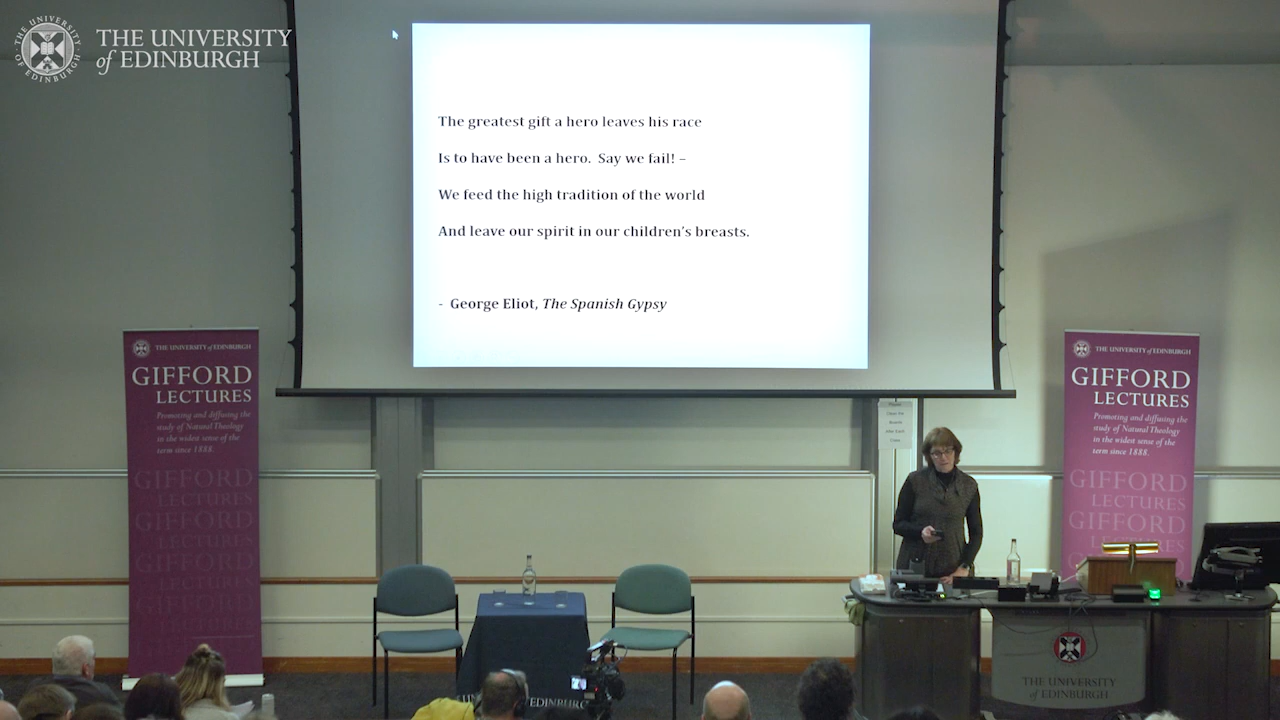 THE UNIVERSITY
of EDINBURGH
The greatest gift a hero leaves his race
Is to have been a hero.  Say we fail! –
We feed the high tradition of the world
And leave our spirit in our children's breasts.
- George Eliot, The Spanish Gypsy
THE UNIVERSITY of EDINBURGH
GIFFORD
LECTURES
Promoting and diffusing the
study of Natural Theology
in the widest sense of the
term since 1888.
GIFFORD
LECTURES
GIFFORD
LECTURES
GIFFORD
THE UNIVERSITY of EDINBURGH
GIFFORD
LECTURES
Promoting and diffusing the
study of Natural Theology
in the widest sense of the
term since 1888.
GIFFORD
LECTURES
GIFFORD
LECTURES
THE UNIVERSITY
of EDINBURGH
EDINBURG